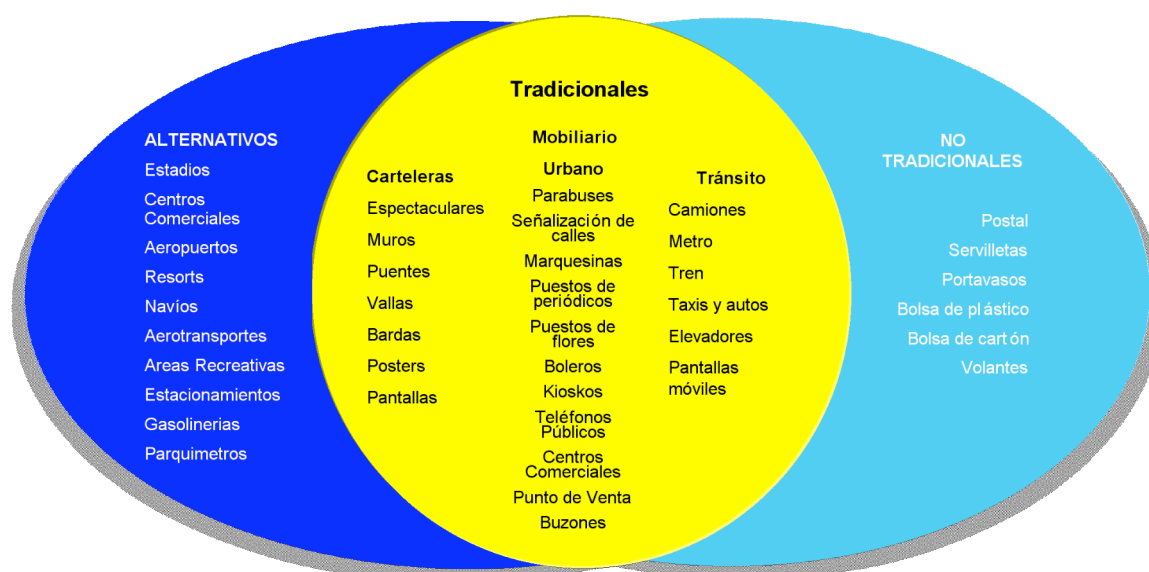 Tradicionales
ALTERNATIVOS
Estadios
Centros
Comerciales
Aeropuertos
Resorts
Navíos
Aerotransportes
Areas Recreativas
Estacionamientos
Gasolinerias
Parquimetros
Carteleras
Espectaculares
Muros
Puentes
Vallas
Bardas
Posters
Pantallas
Mobiliario
Urbano
Parabuses
Señalización de
calles
Marquesinas
Puestos de
periódicos
Puestos de
flores
Boleros
Kioskos
Teléfonos
Públicos
Centros
Comerciales
Punto de Venta
Buzones
Tránsito
Camiones
Metro
Tren
Taxis y autos
Elevadores
Pantallas
móviles
NO
TRADICIONALES
Postal
Servilletas
Portavasos
Bolsa de plástico
Bolsa de cartón
Volantes